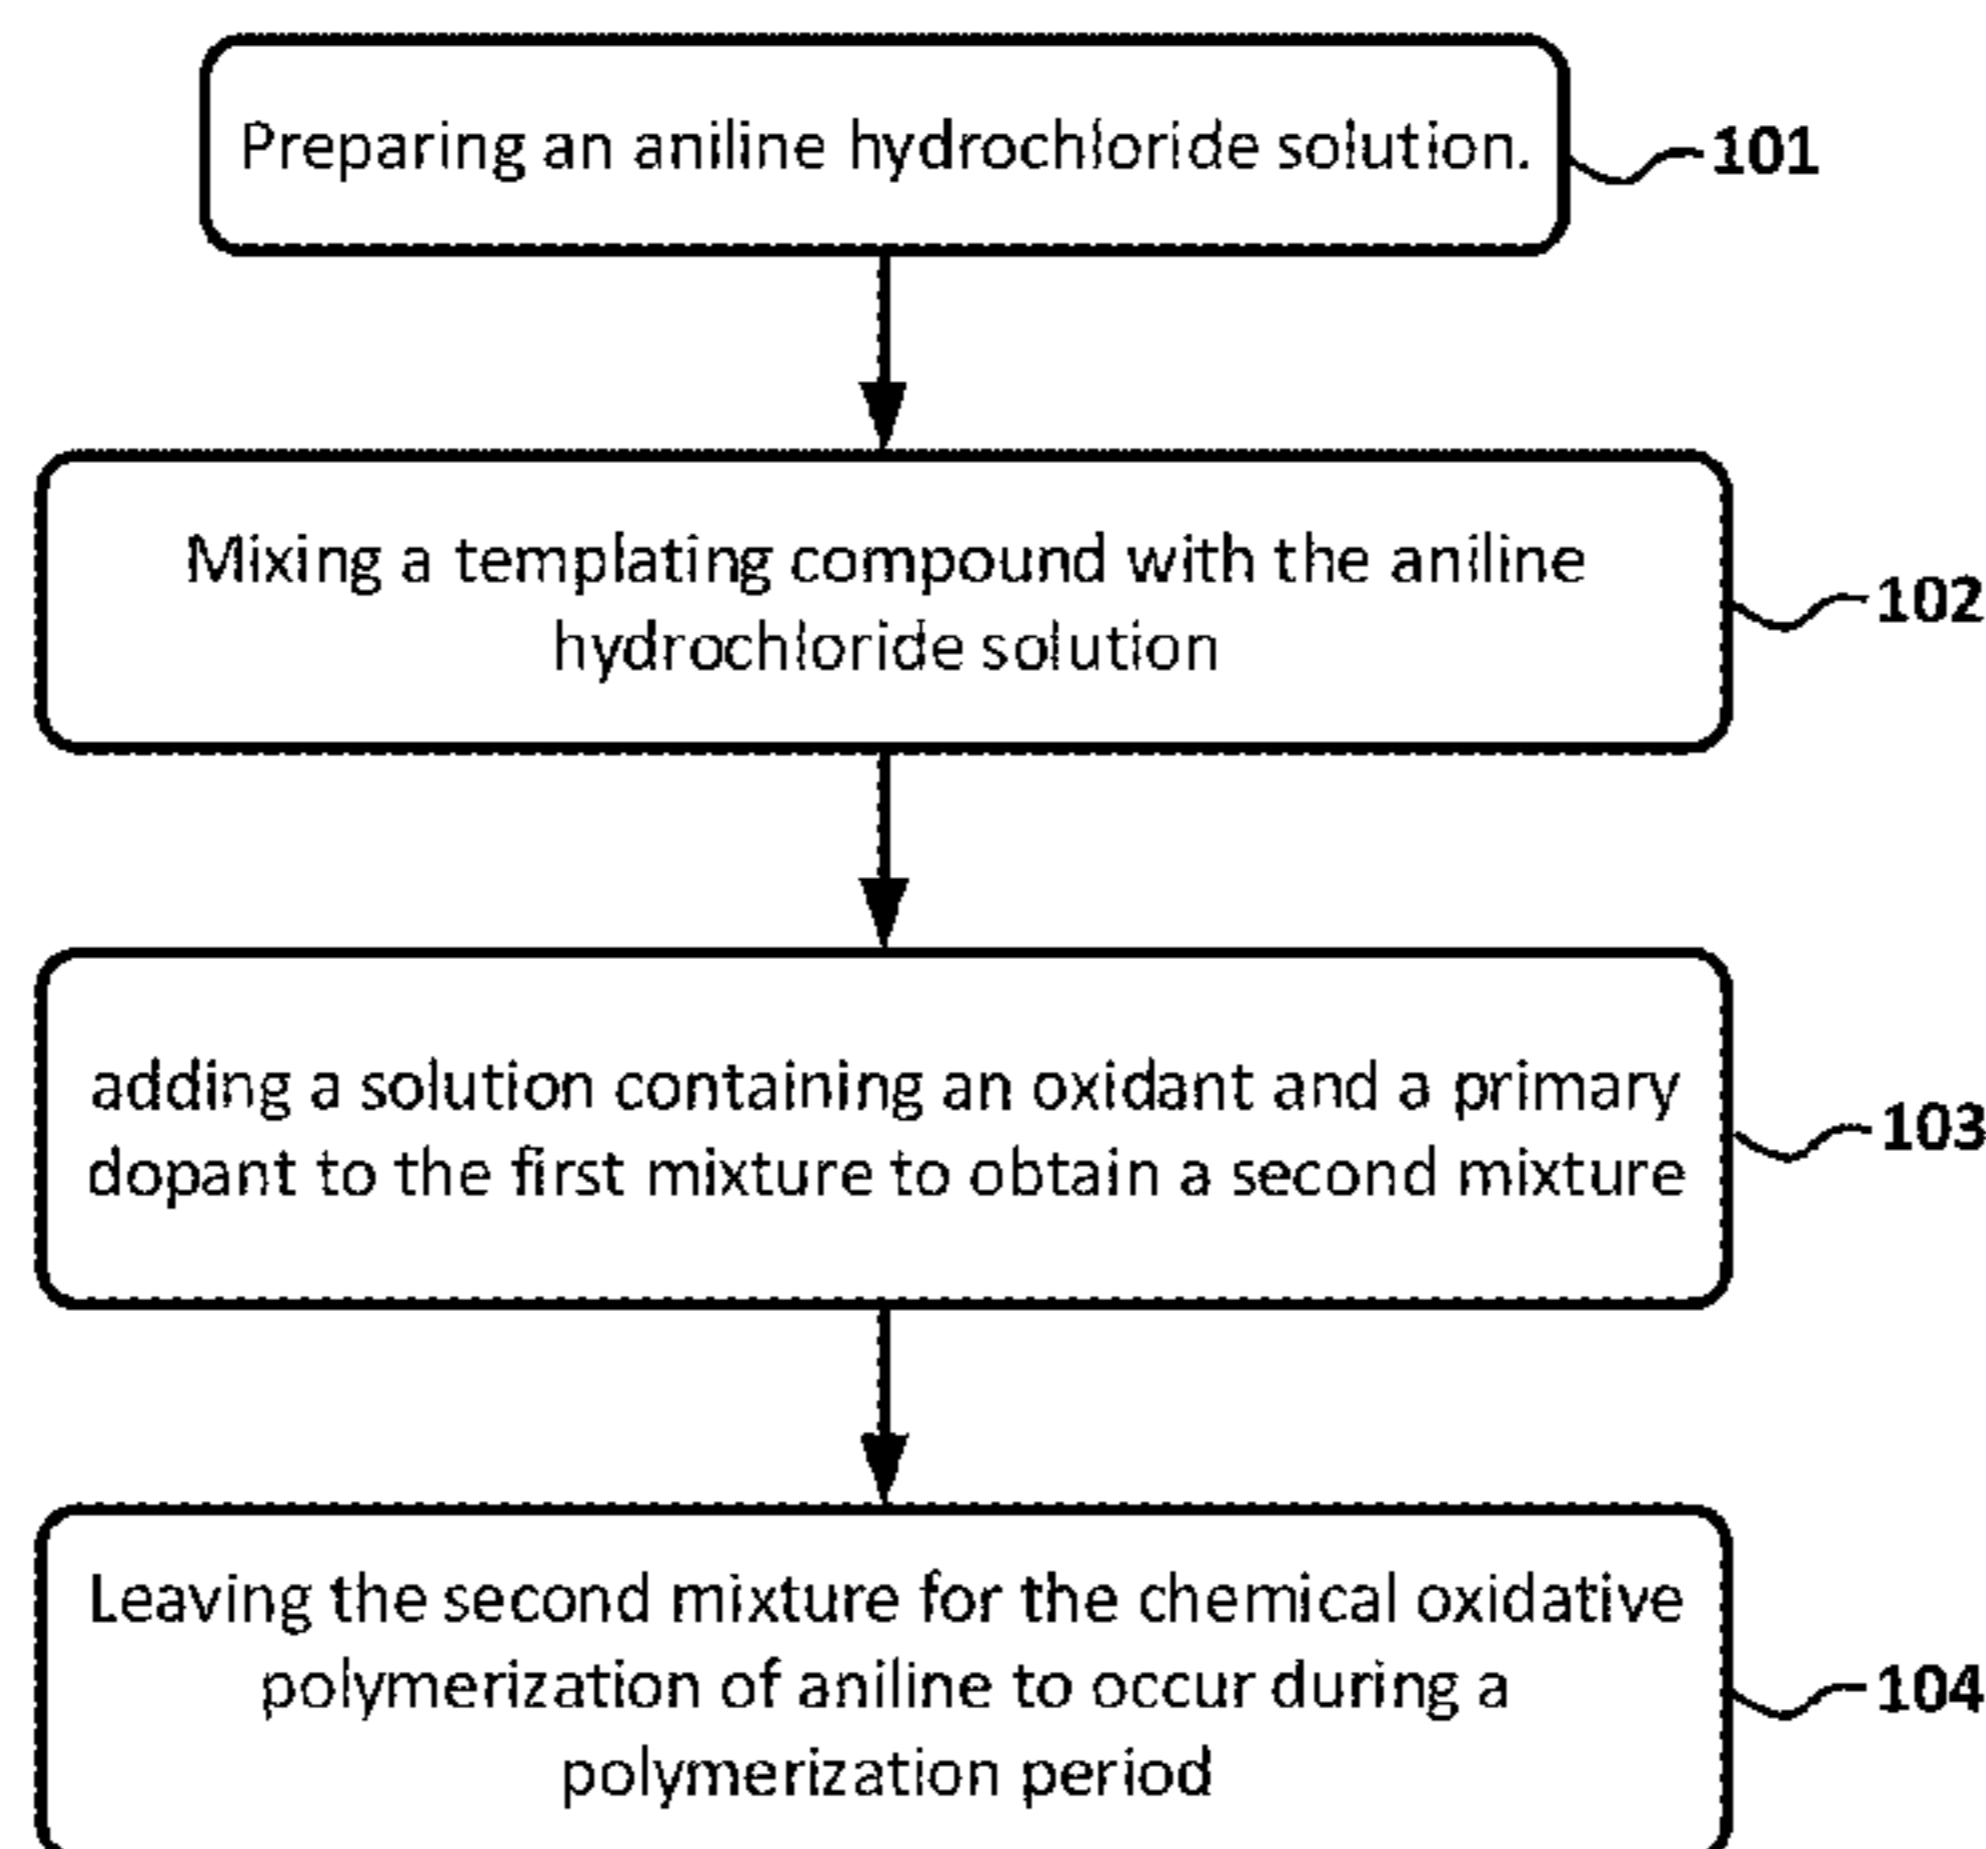 Preparing an aniline hydrochloride solution.
101
Mixing a templating compound with the aniline
hydrochloride solution
102
adding a solution containing an oxidant and a primary
dopant to the first mixture to obtain a second mixture
103
Leaving the second mixture for the chemical oxidative
polymerization of aniline to occur during a
polymerization period
104